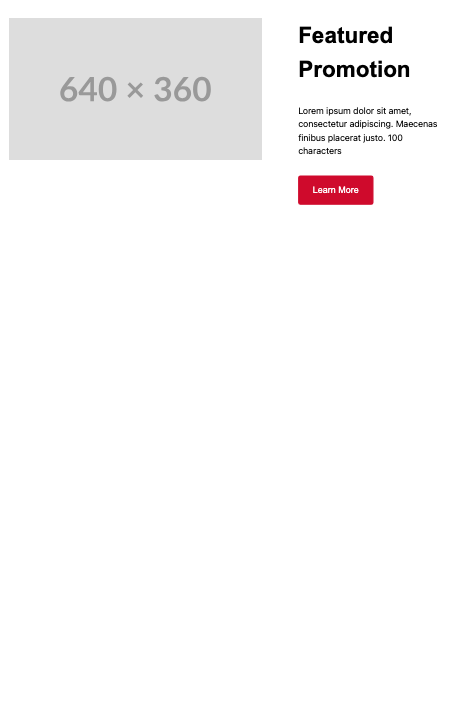 640 × 360
Featured
Promotion
Lorem ipsum dolor sit amet,
consectetur adipiscing. Maecenas
finibus placerat justo. 100
characters
Learn More